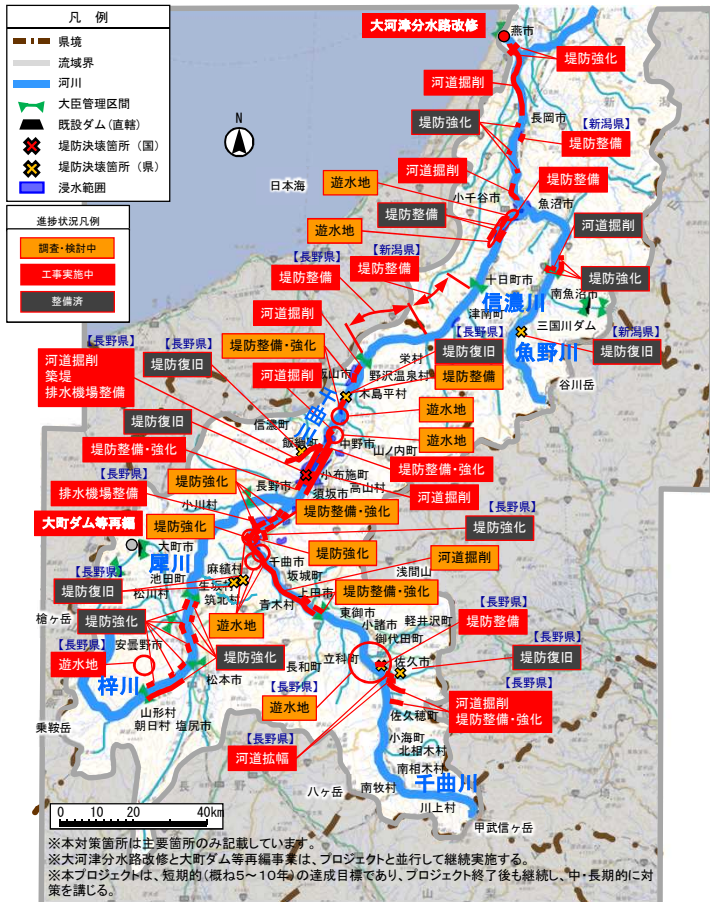 凡 例
県境
流域界
河川
大臣管理区間
既設ダム(直轄)
堤防決壊箇所（国）
堤防決壊箇所（県）
浸水範囲
進捗状況凡例
調査・検討中
工事実施中
整備済
N
日本海
大河津分水路改修
燕市
堤防強化
河道掘削
堤防強化
長岡市
【新潟県】
堤防整備
河道掘削
堤防整備
遊水地
小千谷市
魚沼市
堤防整備
河道掘削
遊水地
【新潟県】
堤防整備
【長野県】
堤防整備
十日町市
堤防強化
信濃川
南魚沼市
津南町
三国川ダム
河道掘削
【長野県】
堤防復旧
【新潟県】
堤防復旧
魚野川
【長野県】
堤防整備・強化
栄村
堤防整備
【長野県】
河道掘削
築堤
排水機場整備
堤防復旧
野沢温泉村
谷川岳
河道掘削
飯山市
木島平村
遊水地
信濃町
千曲川
堤防復旧
飯綱町
中野市
山ノ内町
遊水地
堤防整備・強化
堤防整備・強化
小布施町
【長野県】
排水機場整備
堤防強化
長野市
須坂市
高山村
河道掘削
小川村
堤防整備・強化
【長野県】
堤防強化
大町ダム等再編
堤防強化
大町市
堤防強化
千曲市
河道掘削
犀川
麻績村
坂城町
浅間山
【長野県】
堤防復旧
池田町
生坂村
松川村
筑北村
上田市
堤防整備・強化
槍ヶ岳
青木村
東御市
遊水地
小諸市
軽井沢町
【長野県】
堤防整備
堤防強化
御代田町
安曇野市
堤防強化
【長野県】
遊水地
長和町
立科町
佐久市
【長野県】
堤防復旧
松本市
梓川
【長野県】
遊水地
【長野県】
河道掘削
堤防整備・強化
山形村
佐久穂町
乗鞍岳
朝日村
塩尻市
【長野県】
河道拡幅
小海町
北相木村
南相木村
千曲川
八ヶ岳
南牧村
川上村
甲武信ヶ岳
0 10 20 40km
※本対策箇所は主要箇所のみ記載しています。
※大河津分水路改修と大町ダム等再編事業は、プロジェクトと並行して継続実施する。
※本プロジェクトは、短期的（概ね5～10年）の達成目標であり、プロジェクト終了後も継続し、中・長期的に対
策を講じる。